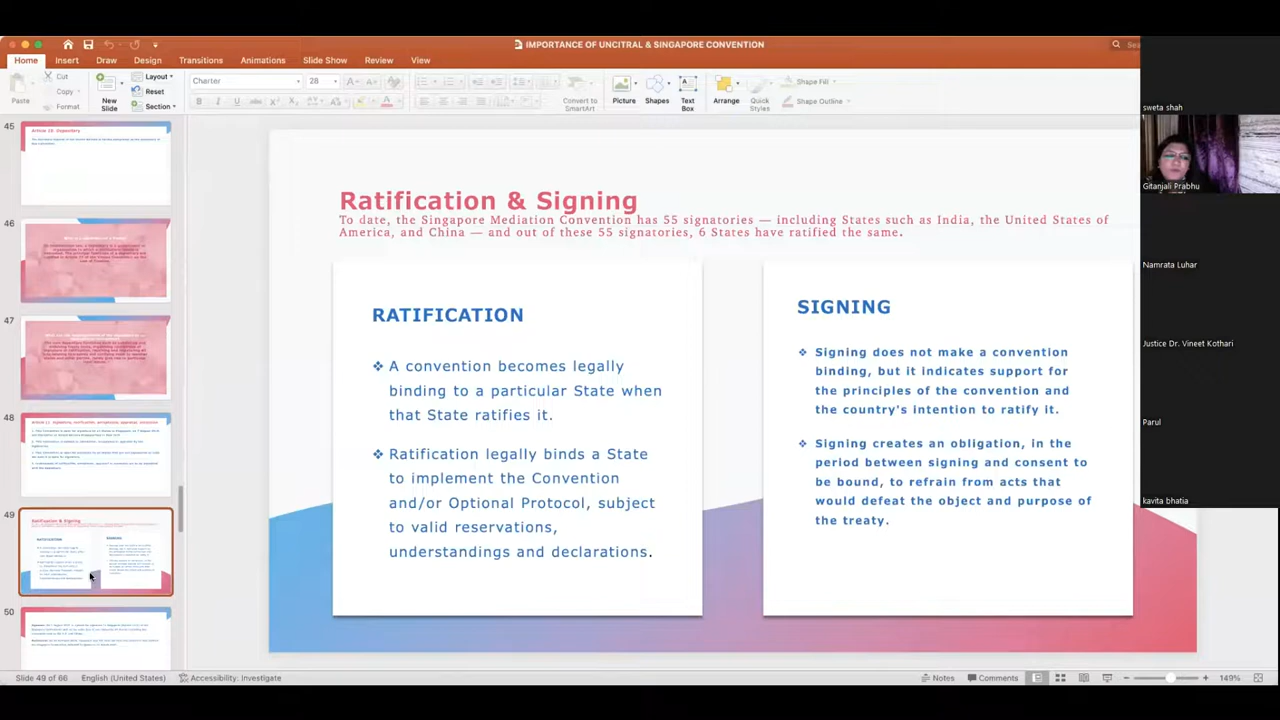 IMPORTANCE OF UNCITRAL & SINGAPORE CONVENTION
Home Insert Draw Design Transitions Animations Slide Show Review View
Paste
Cut
Copy
Format
New Slide
Layout
Reset
Section
Charter 28
Convert to SmartArt
Picture
Shapes
Text Box
Arrange
Quick Styles
Shape Fill
Shape Outline
45
46
47
48
49
Ratification & Signing
50
Ratification & Signing
To date, the Singapore Mediation Convention has 55 signatories — including States such as India, the United States of
America, and China — and out of these 55 signatories, 6 States have ratified the same.
RATIFICATION
❖ A convention becomes legally
binding to a particular State when
that State ratifies it.
❖ Ratification legally binds a State
to implement the Convention
and/or Optional Protocol, subject
to valid reservations,
understandings and declarations.
SIGNING
❖ Signing does not make a convention
binding, but it indicates support for
the principles of the convention and
the country's intention to ratify it.
❖ Signing creates an obligation, in the
period between signing and consent to
be bound, to refrain from acts that
would defeat the object and purpose of
the treaty.
sweta shah
Gitanjali Prabhu
Namrata Luhar
Justice Dr. Vineet Kothari
Parul
kavita bhatia
Slide 49 of 66 English (United States) Accessibility: Investigate Notes Comments 149%